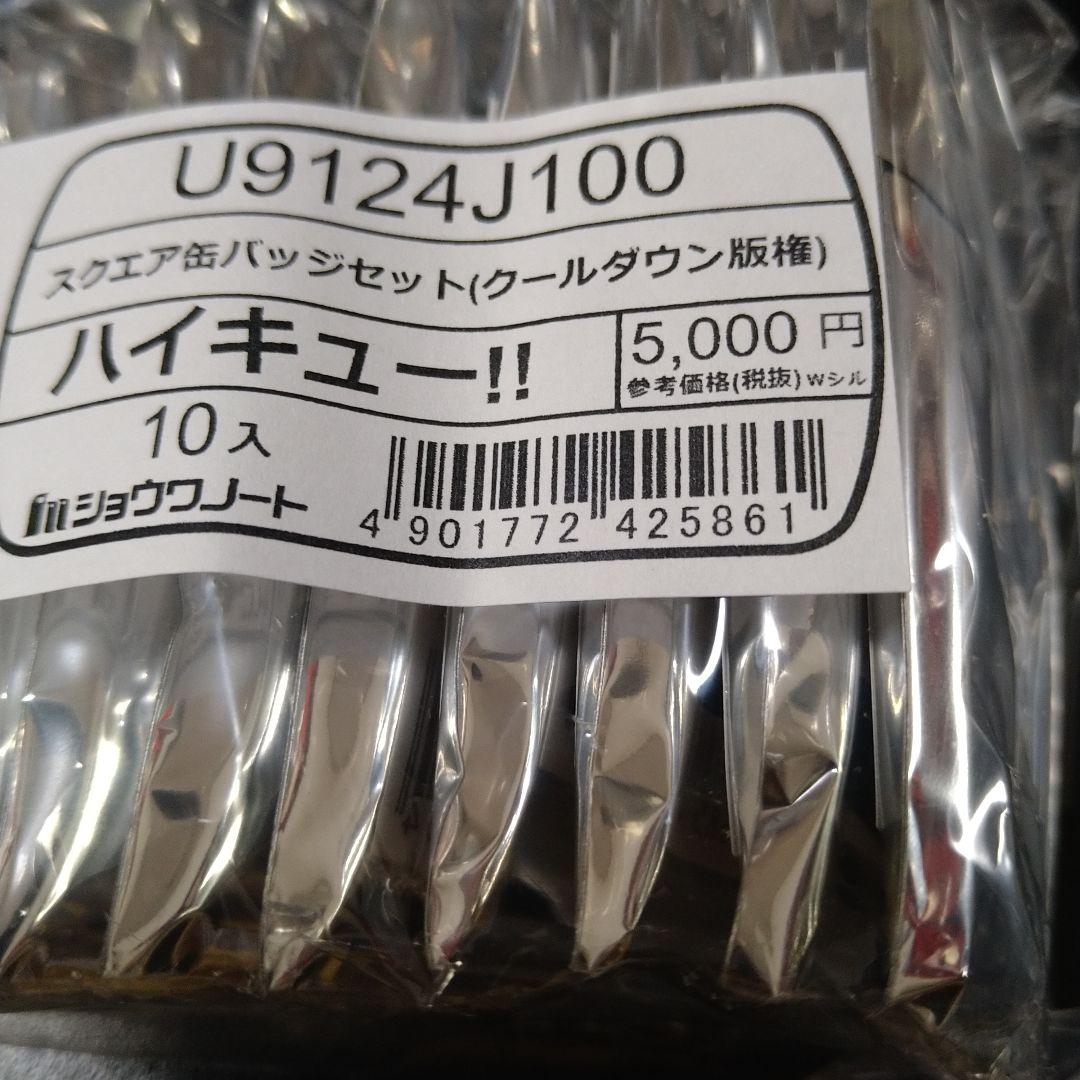 U9124J100
スクエア缶バッジセット(クールダウン版権)
ハイキュー!!
5,000 円
参考価格(税抜) Wシル
10入
ショウワノート
4 901772 425861